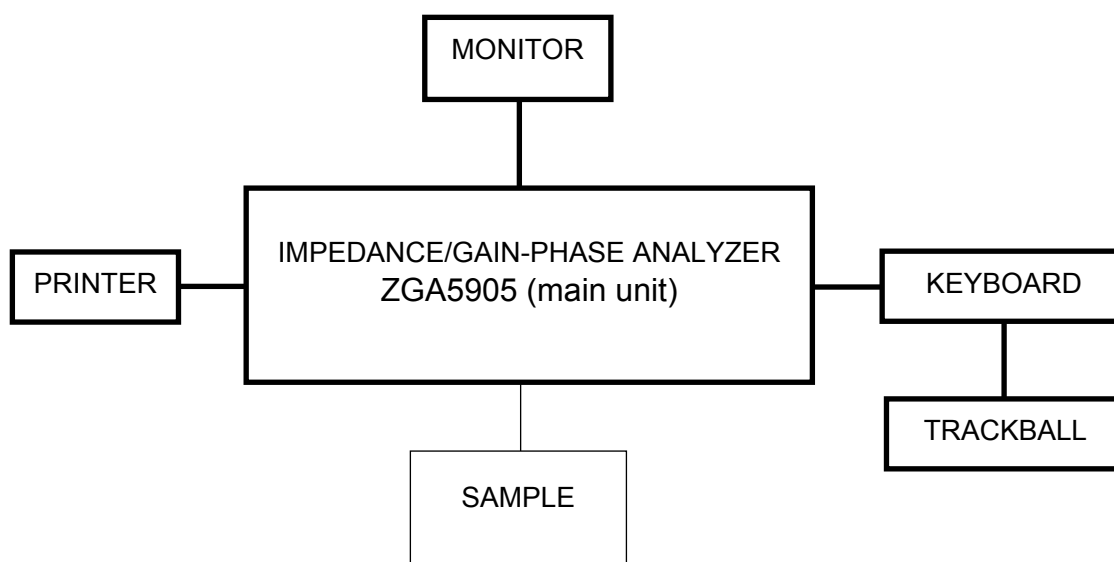 MONITOR
IMPEDANCE/GAIN-PHASE ANALYZER
ZGA5905 (main unit)
PRINTER
KEYBOARD
TRACKBALL
SAMPLE